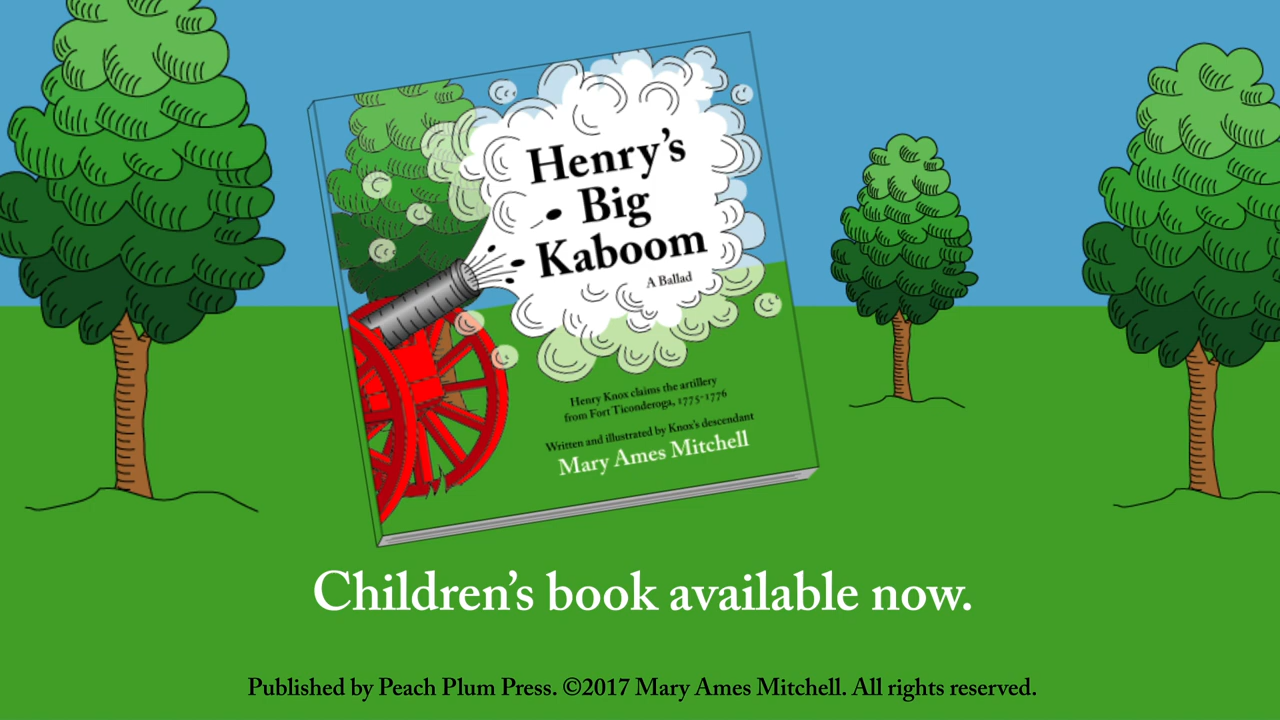 Henry's
Big
Kaboom
A Ballad
Henry Knox claims the artillery
from Fort Ticonderoga, 1775-1776
Written and illustrated by Knox's descendant
Mary Ames Mitchell
Children's book available now.
Published by Peach Plum Press. ©2017 Mary Ames Mitchell. All rights reserved.